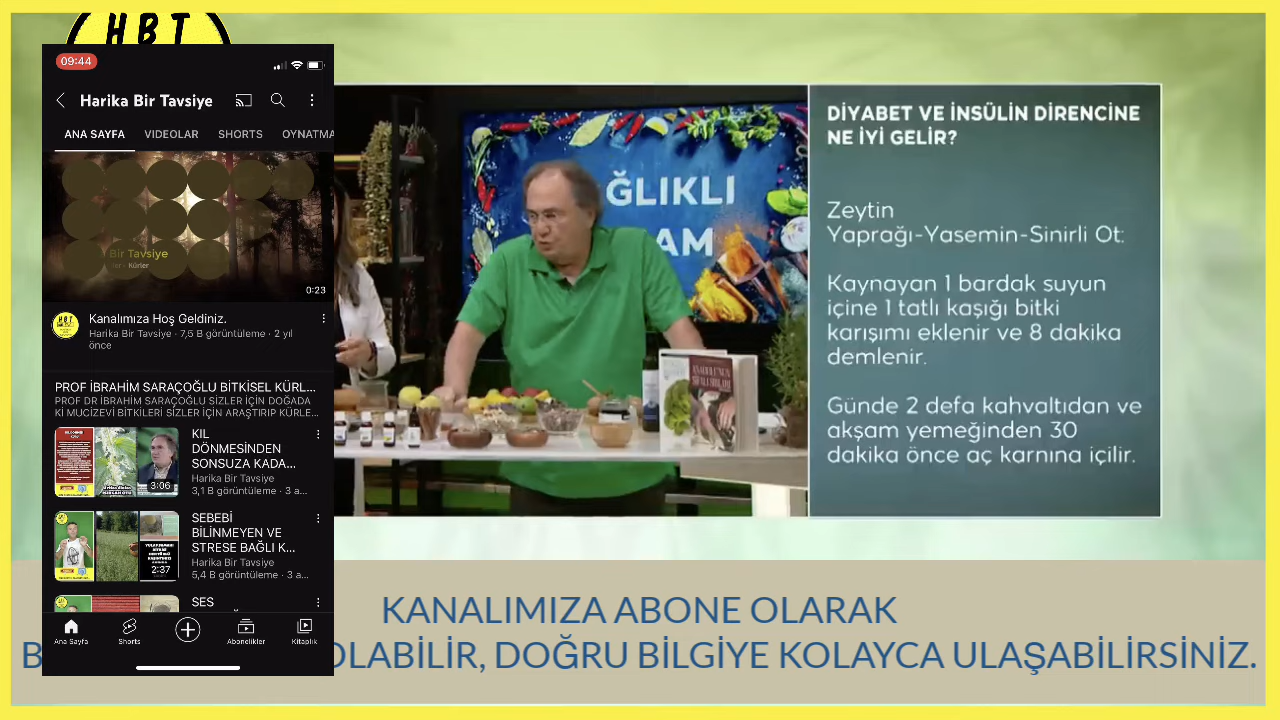 HBT
09:44
Harika Bir Tavsiye
ANA SAYFA VIDEOLAR SHORTS OYNATMA
Bir Tavsiye
Kürler
0:23
Kanalımıza Hoş Geldiniz.
Harika Bir Tavsiye · 7,5 B görüntüleme · 2 yıl
önce
PROF İBRAHİM SARAÇOĞLU BİTKİSEL KÜRL...
PROF DR İBRAHİM SARAÇOĞLU SİZLER İÇİN DOĞADA
Kİ MUCİZEVİ BİTKİLERİ SİZLER İÇİN ARAŞTIRIP KÜRLE...
KIL
DÖNMESİNDEN
SONSUZA KADA...
Harika Bir Tavsiye
3,1 B görüntüleme · 3 a...
3:06
SEBEBİ
BİLİNMEYEN VE
STRESE BAĞLI K...
Harika Bir Tavsiye
5,4 B görüntüleme · 3 a...
2:37
SES
Ana Sayfa Shorts Abonelikler Kitaplık
ĞLIKLI
AM
DİYABET VE İNSÜLİN DİRENCİNE
NE İYİ GELİR?
Zeytin
Yaprağı-Yasemin-Sinirli Ot:
Kaynayan 1 bardak suyun
içine 1 tatlı kaşığı bitki
karışımı eklenir ve 8 dakika
demlenir.
Günde 2 defa kahvaltıdan ve
akşam yemeğinden 30
dakika önce aç karnına içilir.
KANALIMIZA ABONE OLARAK
B OLABİLİR, DOĞRU BİLGİYE KOLAYCA ULAŞABİLİRSİNİZ.